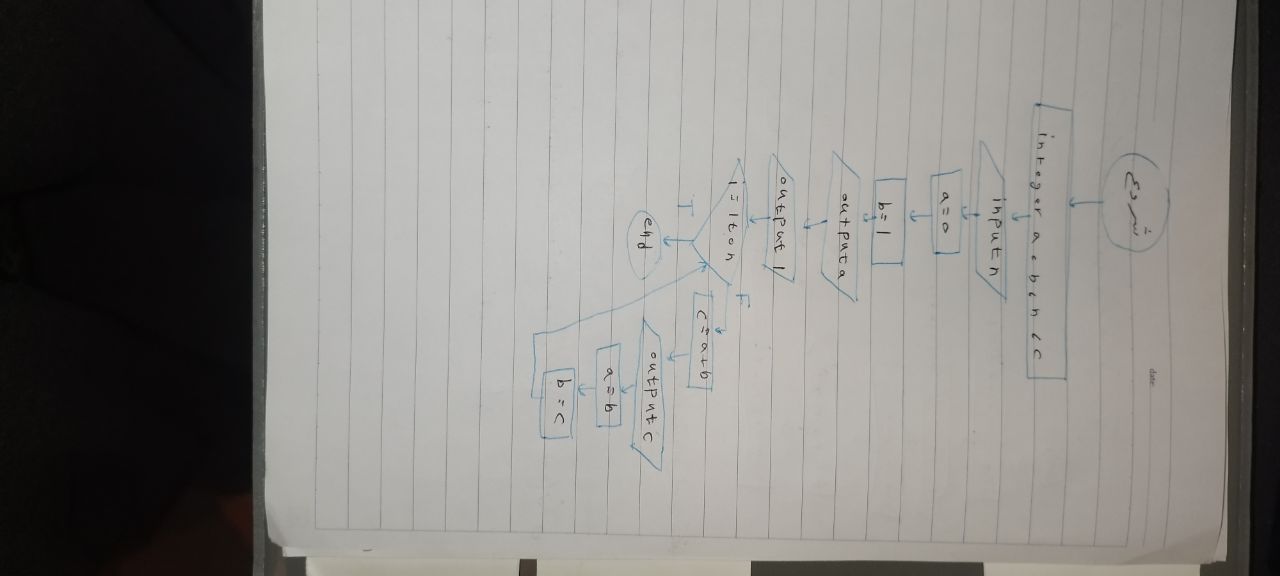 شروع
date:
integer a، b، n، c
input n
a=0
b=1
output a
output 1
i=1 to n
T
F
end
c=a+b
output c
a=b
b=c